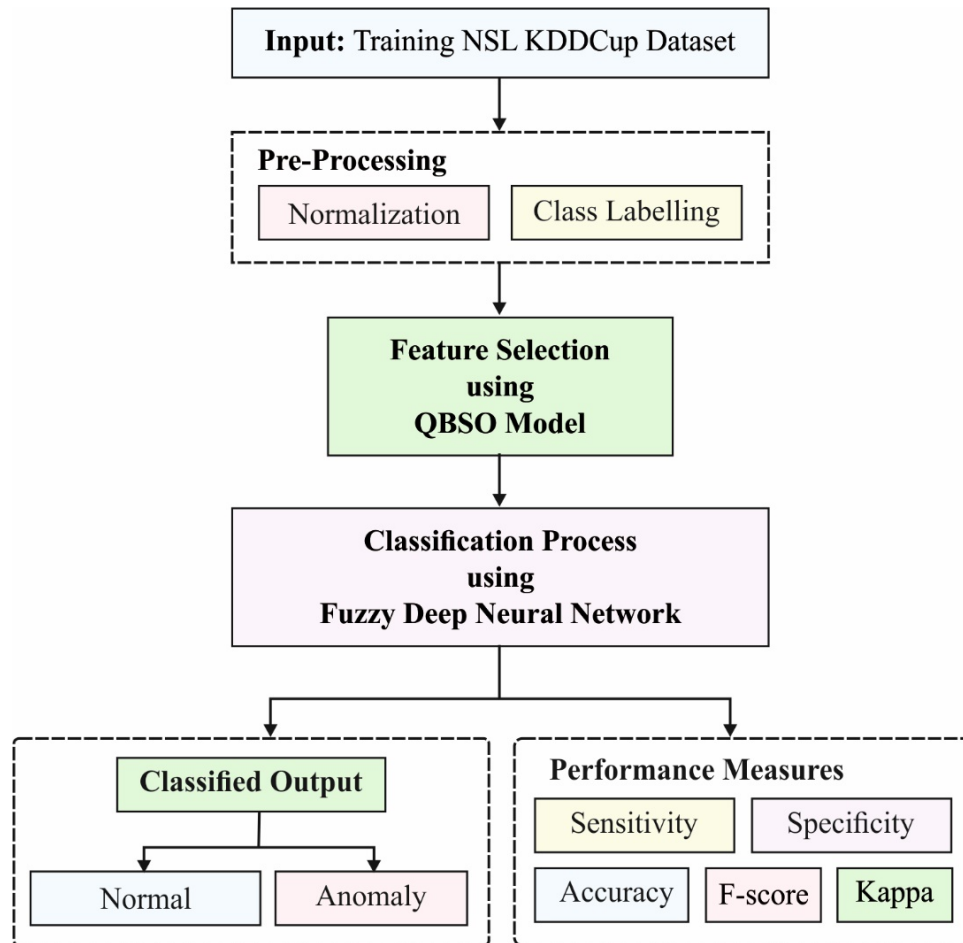 Input: Training NSL KDDCup Dataset
Pre-Processing
Normalization
Class Labelling
Feature Selection
using
QBSO Model
Classification Process
using
Fuzzy Deep Neural Network
Classified Output
Normal
Anomaly
Performance Measures
Sensitivity
Specificity
Accuracy
F-score
Kappa